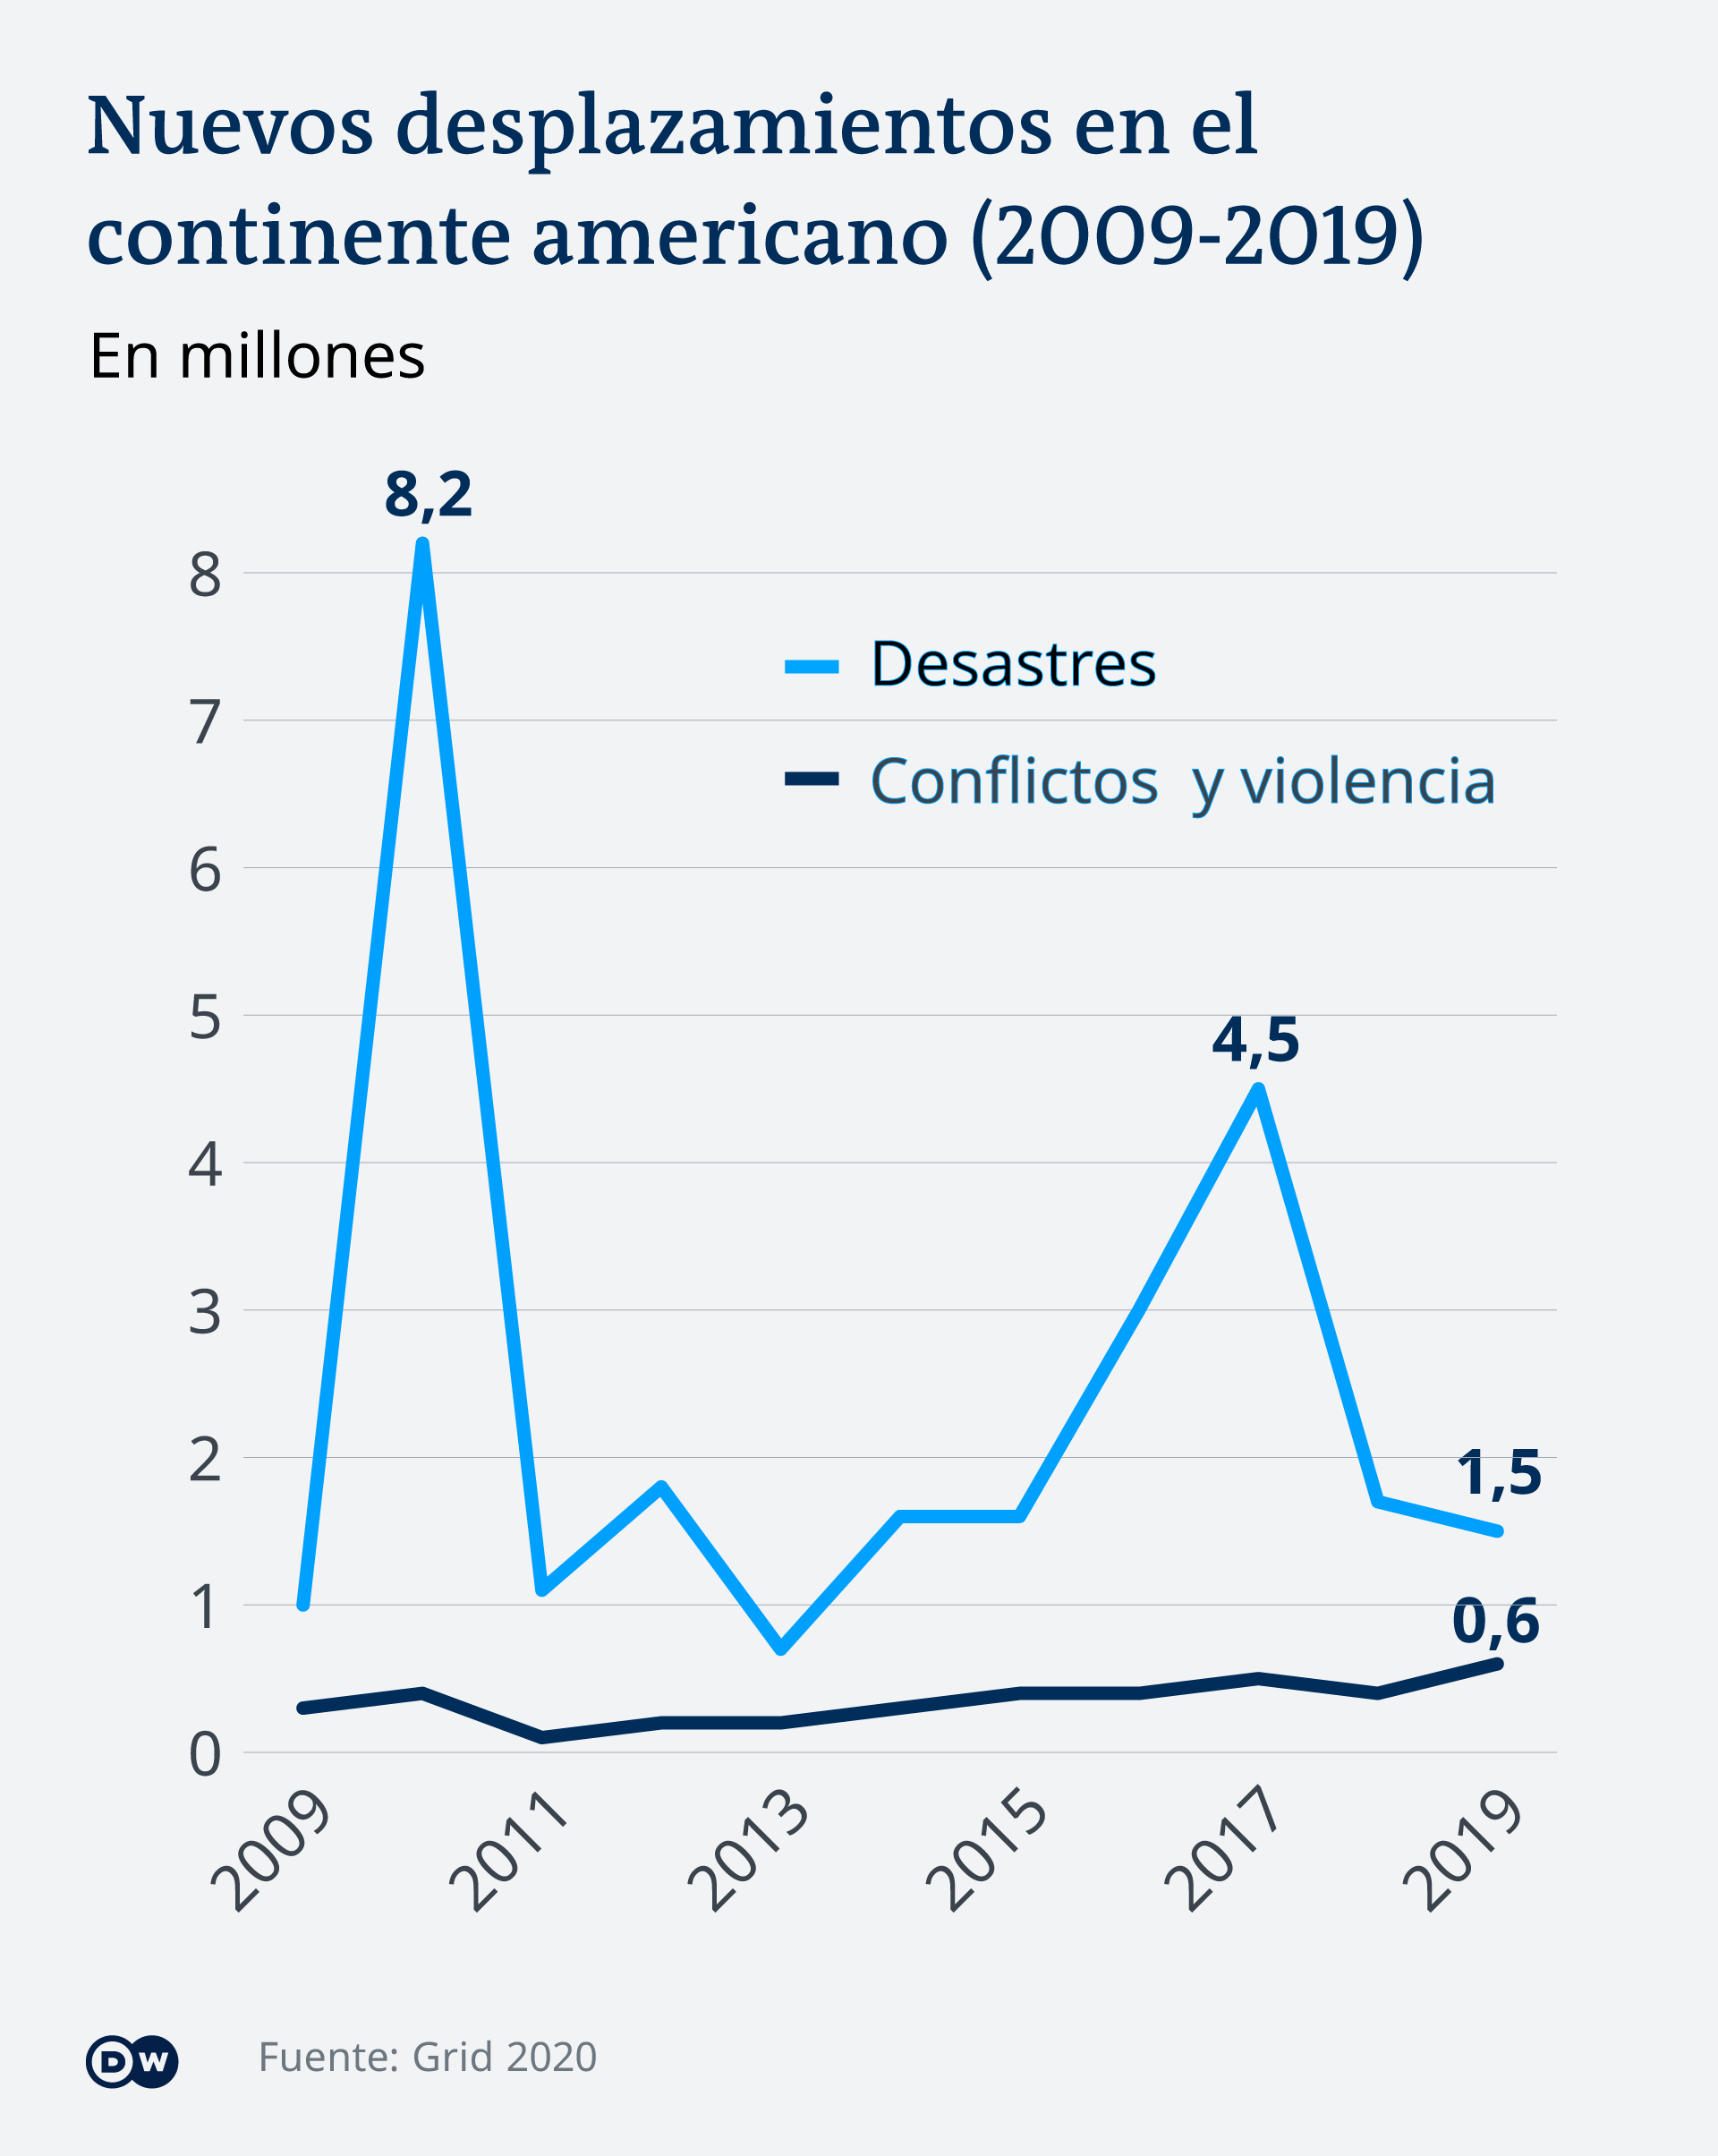 Nuevos desplazamientos en el
continente americano (2009-2019)
En millones
8,2
8
Desastres
7
Conflictos y violencia
6
5
4,5
4
3
2
1,5
1
0,6
0
2009
2011
2013
2015
2017
2019
DW
Fuente: Grid 2020